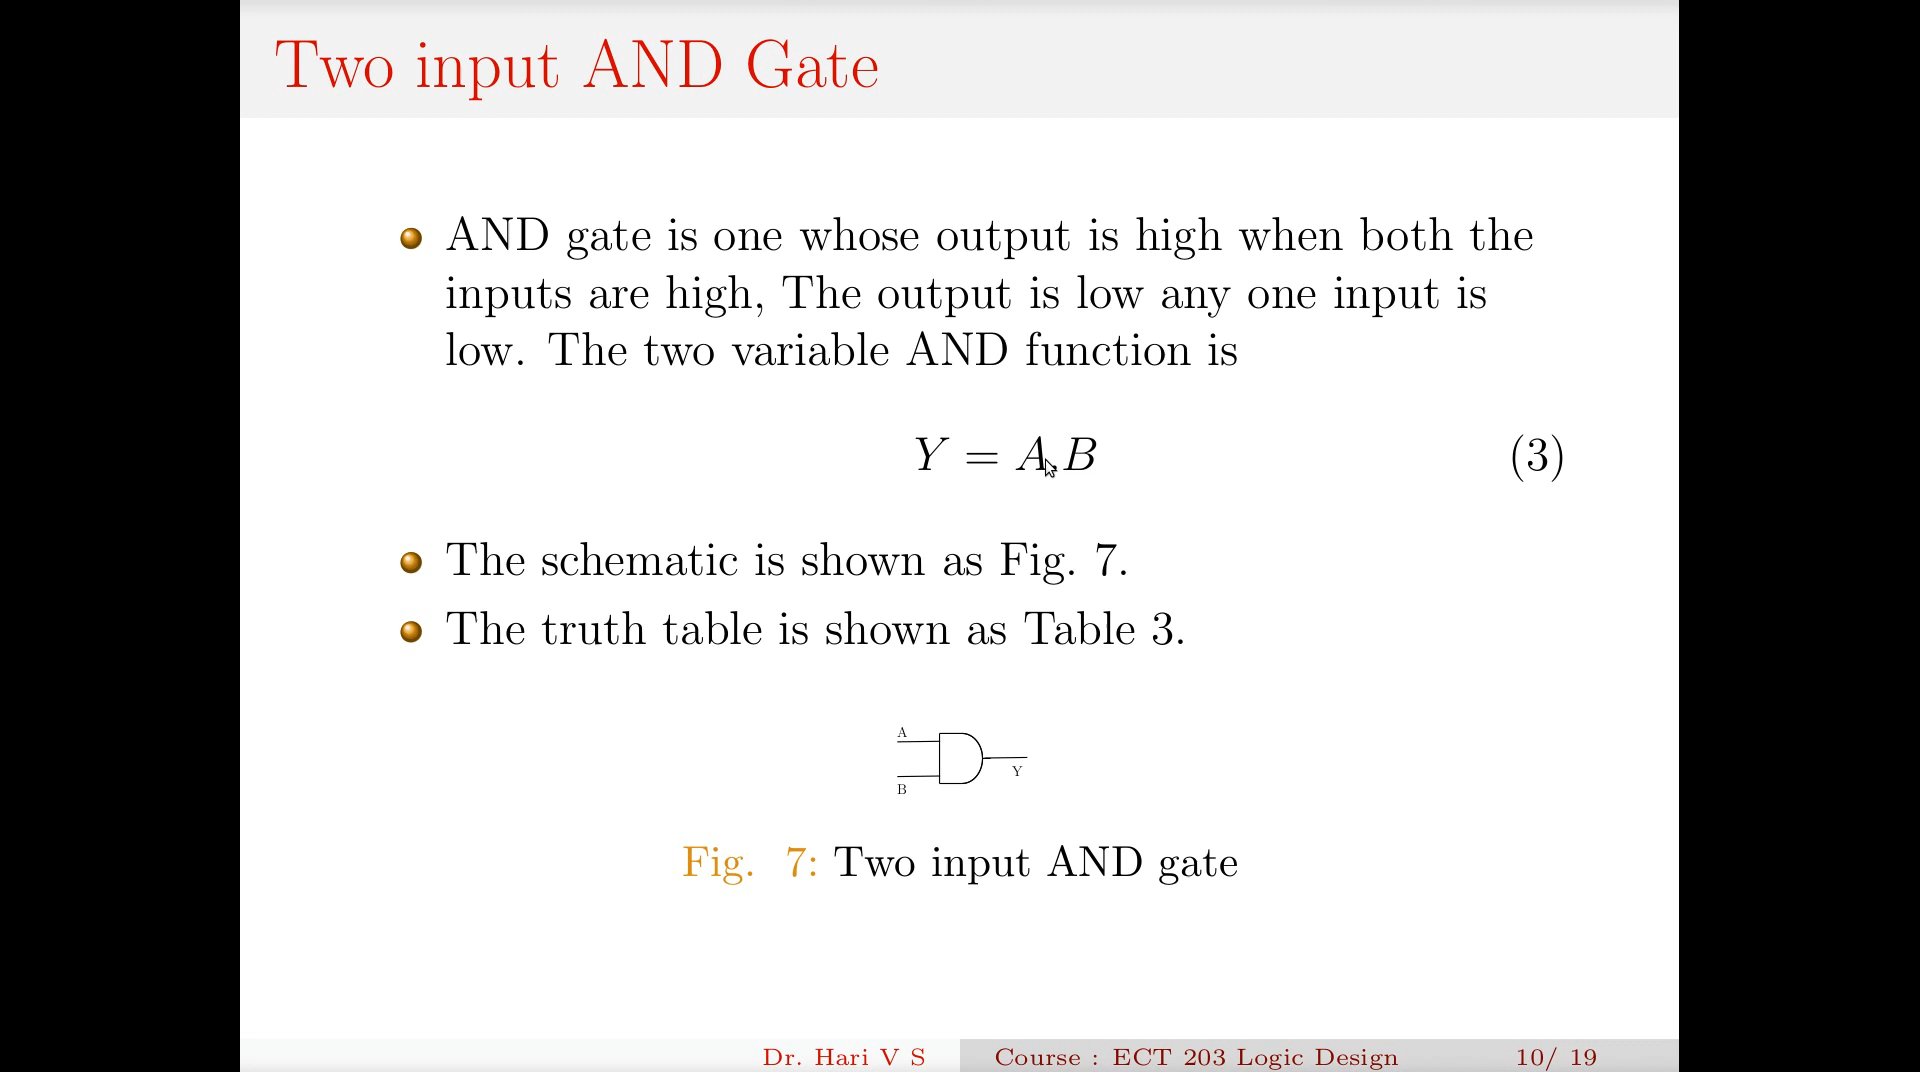 Two input AND Gate
AND gate is one whose output is high when both the
inputs are high, The output is low any one input is
low. The two variable AND function is
Y = A.B (3)
The schematic is shown as Fig. 7.
The truth table is shown as Table 3.
A
B
Y
Fig. 7: Two input AND gate
Dr. Hari V S Course : ECT 203 Logic Design 10/ 19